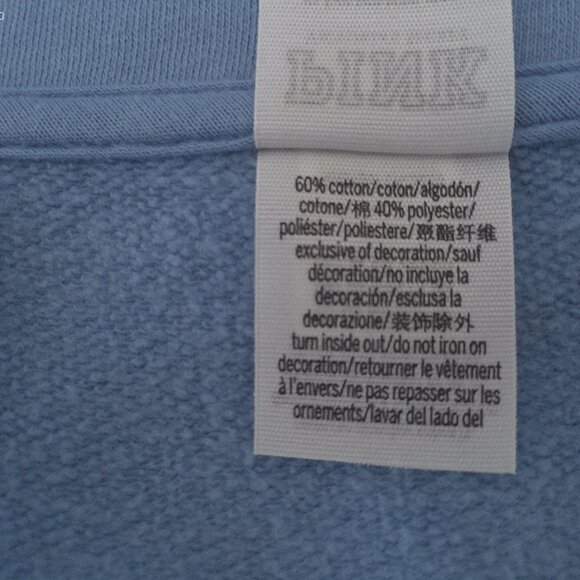 PINK
60% cotton/coton/algodón/
cotone/棉 40% polyester/
poliéster/poliestere/聚酯纤维
exclusive of decoration/sauf
décoration/no incluye la
decoración/esclusa la
decorazione/装饰除外
turn inside out/do not iron on
decoration/retourner le vêtement
à l'envers/ne pas repasser sur les
ornements/lavar del lado del